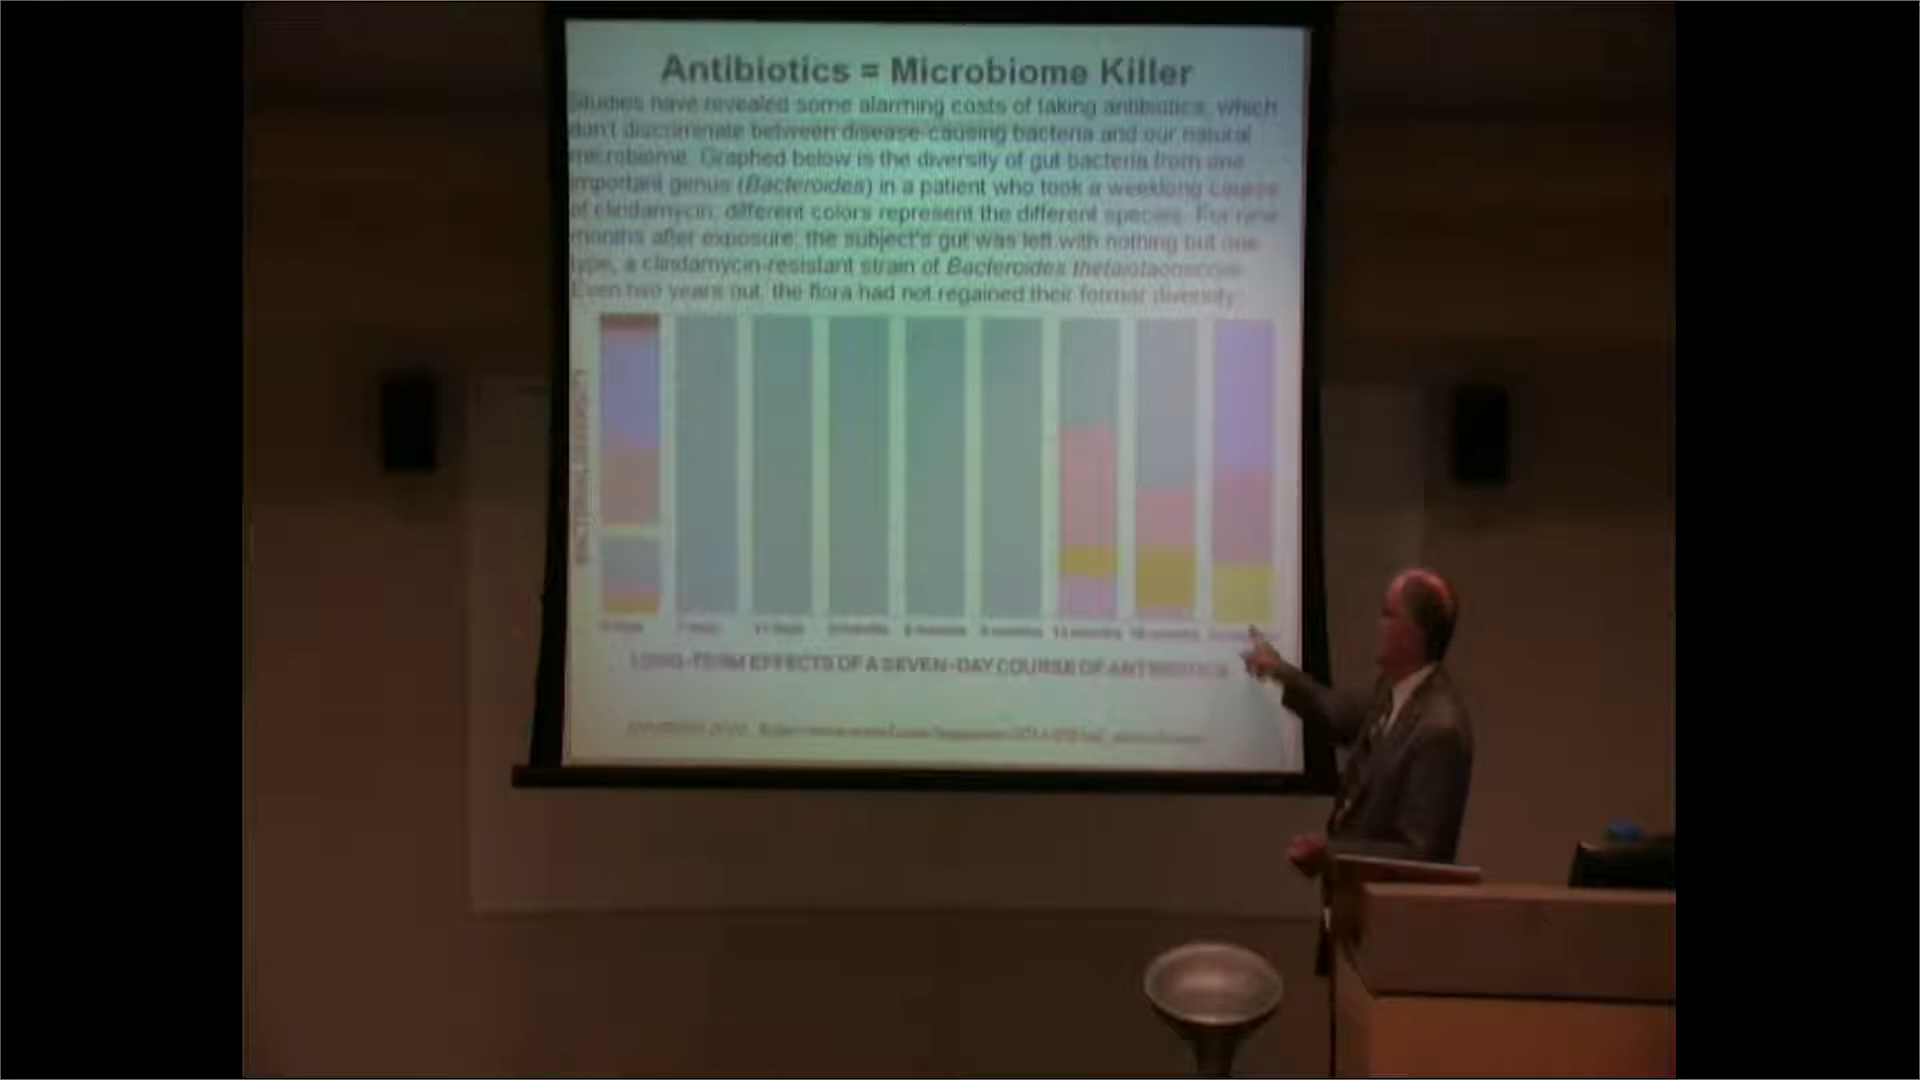 Antibiotics = Microbiome Killer
Studies have revealed some alarming costs of taking antibiotics, which
don't discriminate between disease-causing bacteria and our natural
microbiome. Graphed below is the diversity of gut bacteria from one
important genus (Bacteroides) in a patient who took a weeklong course
of clindamycin; different colors represent the different species. For nine
months after exposure, the subject's gut was left with nothing but one
type, a clindamycin-resistant strain of Bacteroides
Even two years out, the flora had not regained their former diversity
LONG-TERM EFFECTS OF A SEVEN-DAY COURSE OF ANTIBIOTICS